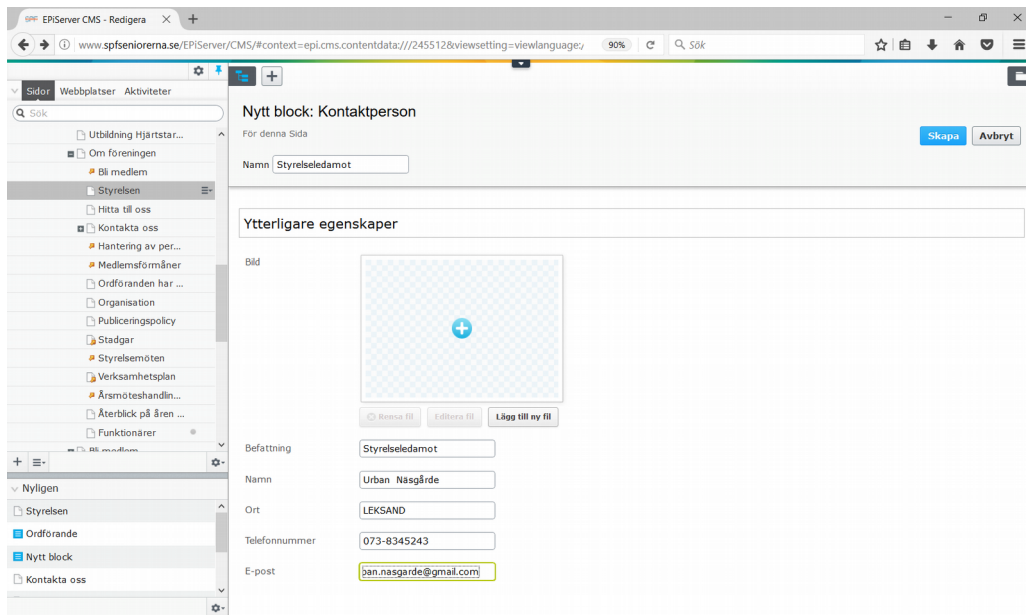 SPF EPiServer CMS - Redigera
www.spfseniorerna.se/EPiServer/CMS/#context=epi.cms.contentdata:///245512&viewsetting=viewlanguage:/
90%
Sök
Sidor Webbplatser Aktiviteter
Sök
Utbildning Hjärtstar...
Om föreningen
Bli medlem
Styrelsen
Hitta till oss
Kontakta oss
Hantering av per...
Medlemsförmåner
Ordföranden har ...
Organisation
Publiceringspolicy
Stadgar
Styrelsemöten
Verksamhetsplan
Årsmöteshandlin...
Återblick på åren ...
Funktionärer
Bli medlem
Nyligen
Styrelsen
Ordförande
Nytt block
Kontakta oss
Nytt block: Kontaktperson
För denna Sida
Skapa Avbryt
Namn Styrelseledamot
Ytterligare egenskaper
Bild
Rensa fil Editera fil Lägg till ny fil
Befattning Styrelseledamot
Namn Urban Näsgårde
Ort LEKSAND
Telefonnummer 073-8345243
E-post ban.nasgarde@gmail.com